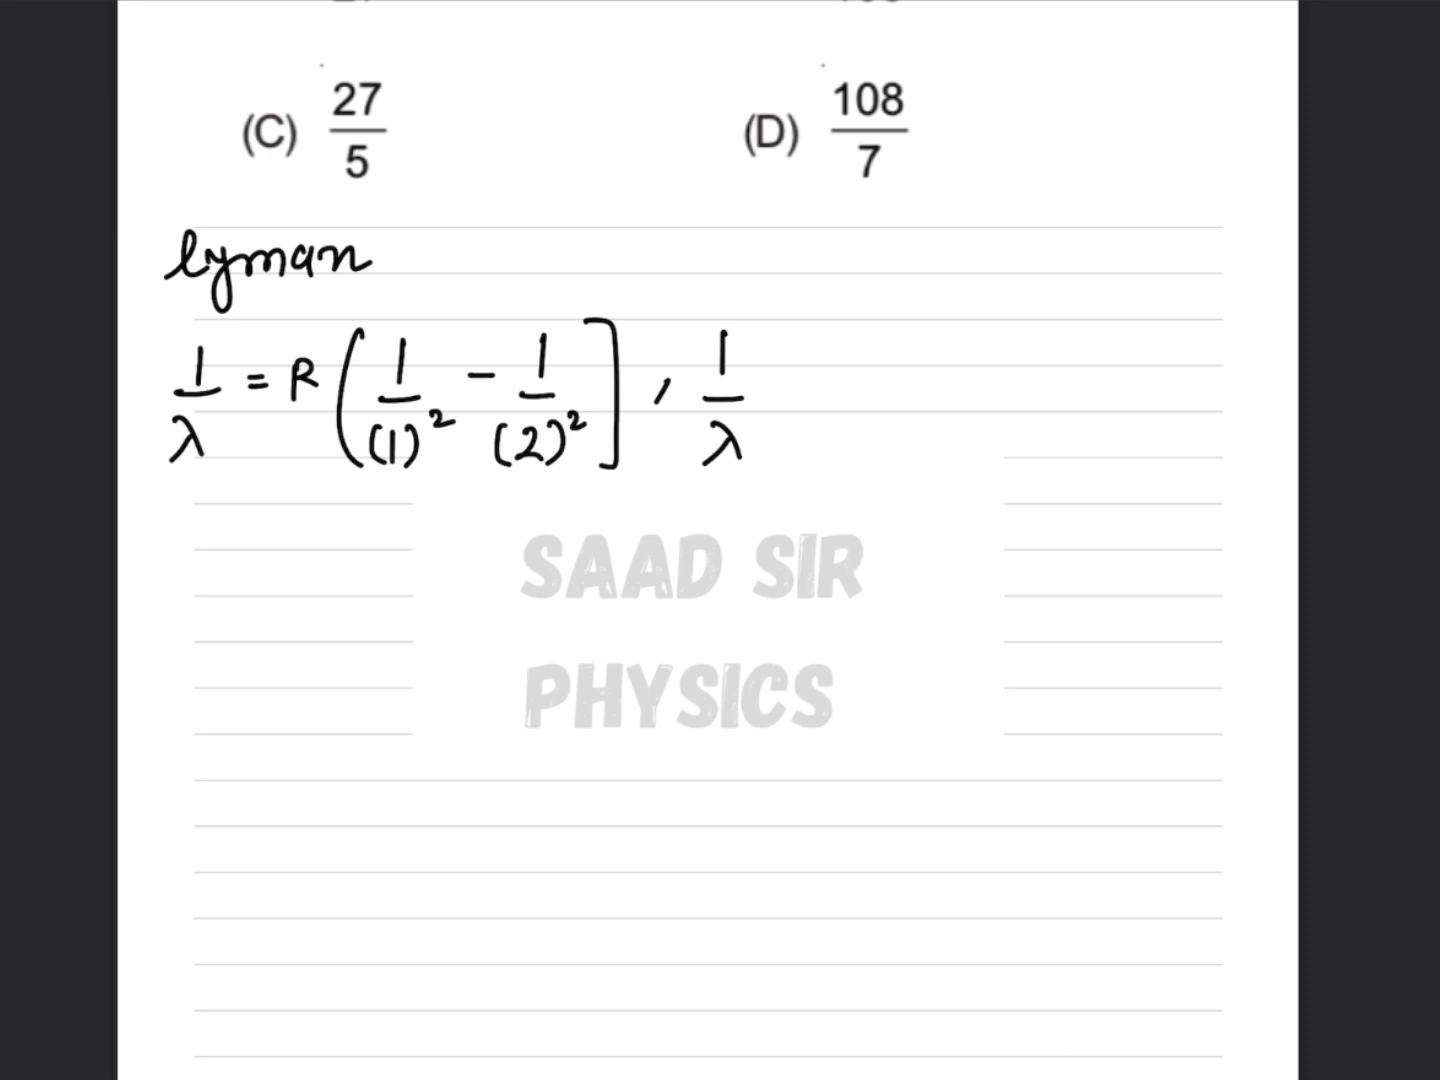 (C) 27/5 (D) 108/7
lyman
1/λ = R (1/(1)² - 1/(2)²] , 1/λ
SAAD SIR
PHYSICS